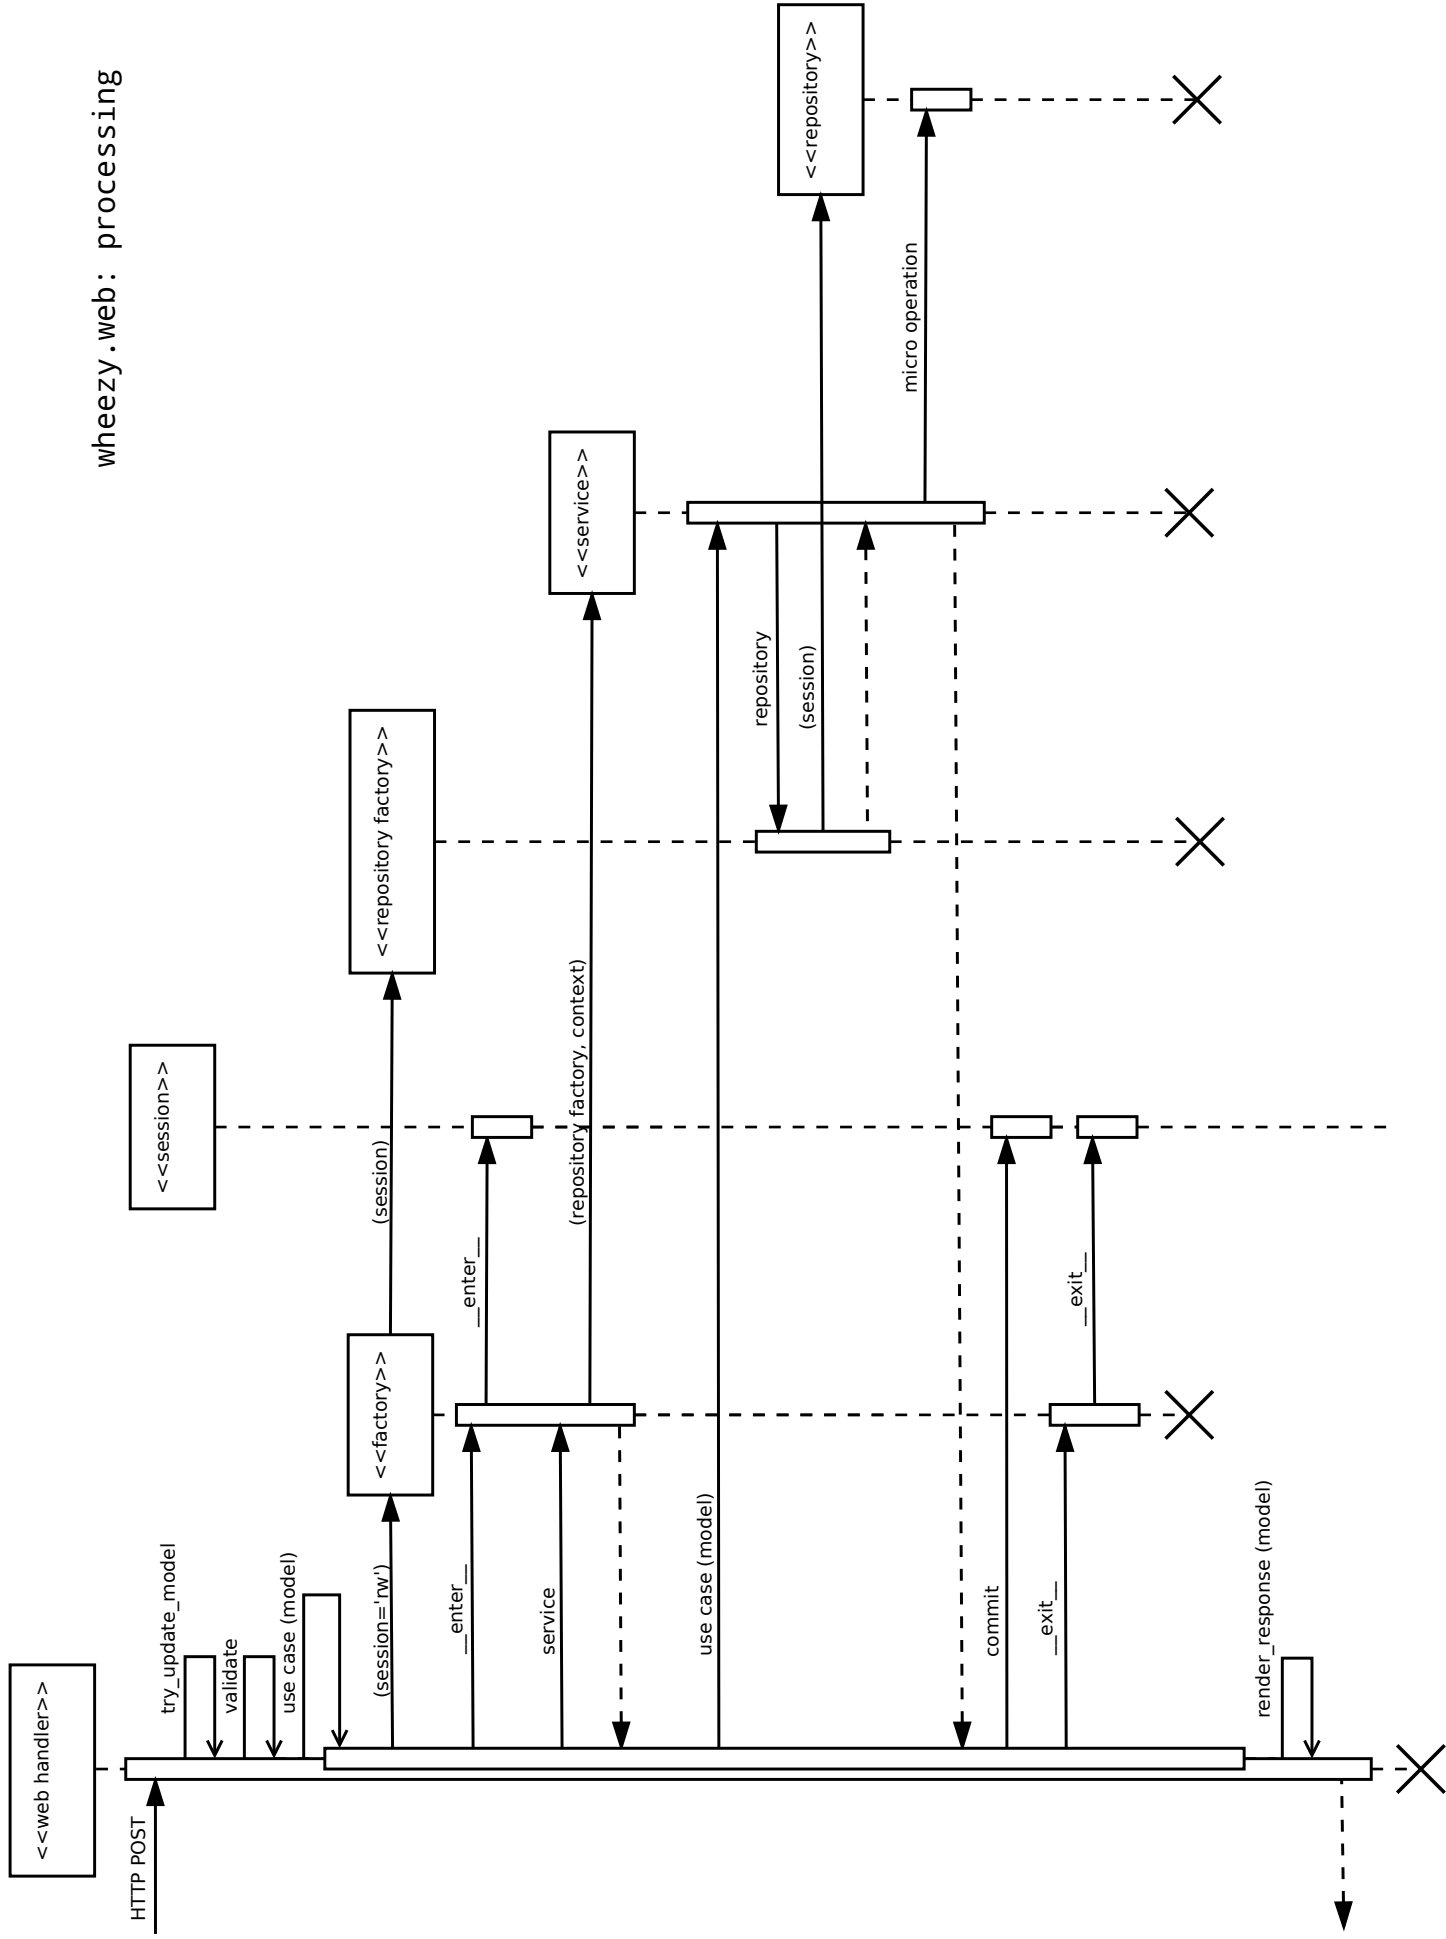 wheezy.web: processing
<<web handler>>
<<factory>>
<<session>>
<<repository factory>>
<<service>>
<<repository>>
HTTP POST
try_update_model
validate
use case (model)
(session='rw')
(session)
__enter__
__enter__
service
(repository factory, context)
use case (model)
repository
(session)
micro operation
commit
__exit__
__exit__
render_response (model)